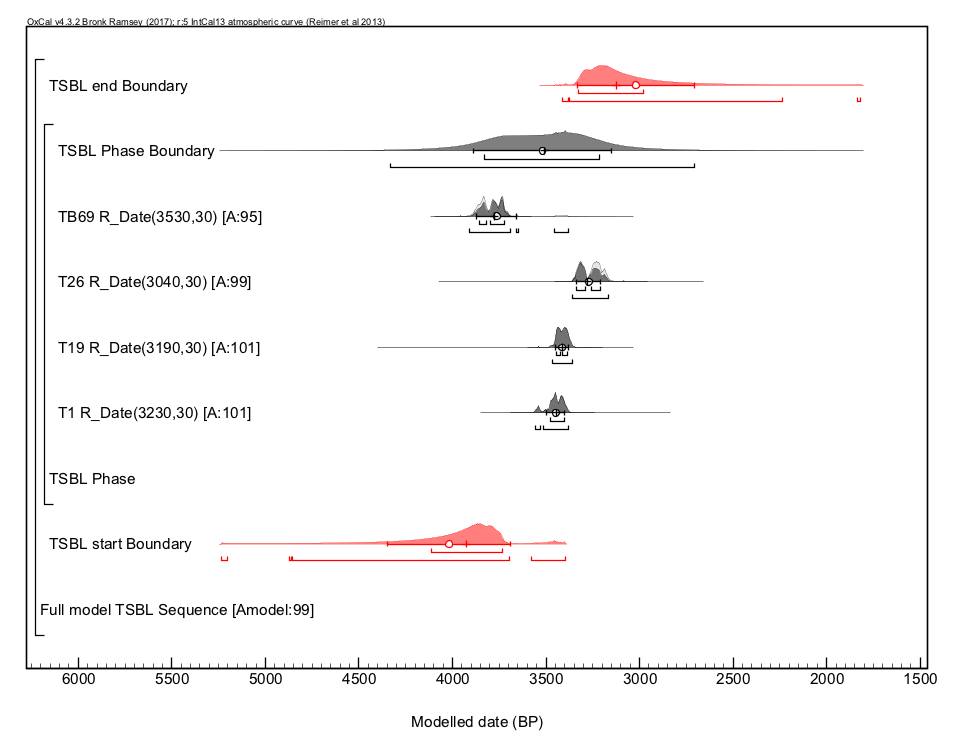 OxCal v4.3.2 Bronk Ramsey (2017); r:5 IntCal13 atmospheric curve (Reimer et al 2013)
TSBL end Boundary
TSBL Phase Boundary
TB69 R_Date(3530,30) [A:95]
T26 R_Date(3040,30) [A:99]
T19 R_Date(3190,30) [A:101]
T1 R_Date(3230,30) [A:101]
TSBL Phase
TSBL start Boundary
Full model TSBL Sequence [Amodel:99]
6000 5500 5000 4500 4000 3500 3000 2500 2000 1500
Modelled date (BP)